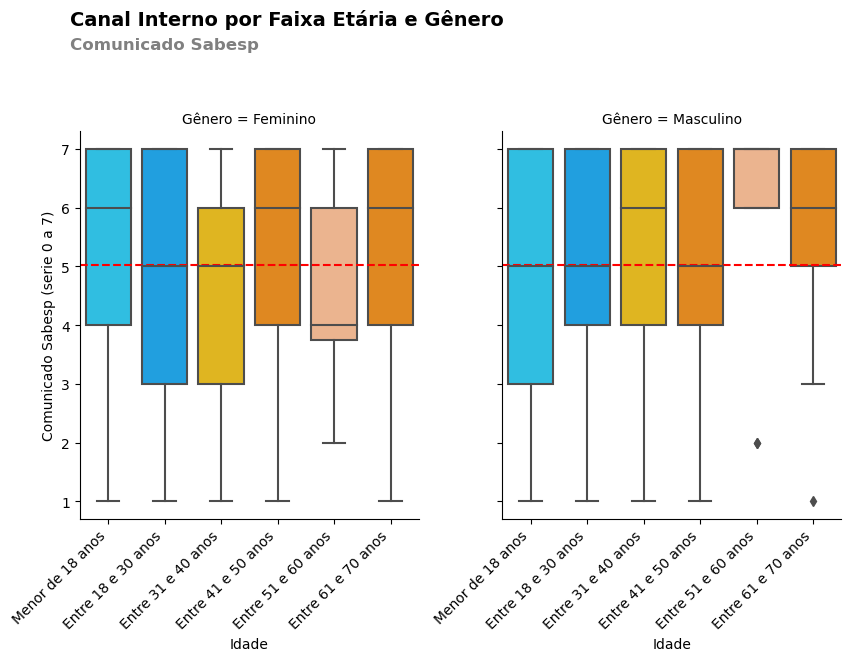 Canal Interno por Faixa Etária e Gênero
Comunicado Sabesp
Gênero = Feminino
Gênero = Masculino
Comunicado Sabesp (serie 0 a 7)
7
6
5
4
3
2
1
Menor de 18 anos
Entre 18 e 30 anos
Entre 31 e 40 anos
Entre 41 e 50 anos
Entre 51 e 60 anos
Entre 61 e 70 anos
Idade
Menor de 18 anos
Entre 18 e 30 anos
Entre 31 e 40 anos
Entre 41 e 50 anos
Entre 51 e 60 anos
Entre 61 e 70 anos
Idade